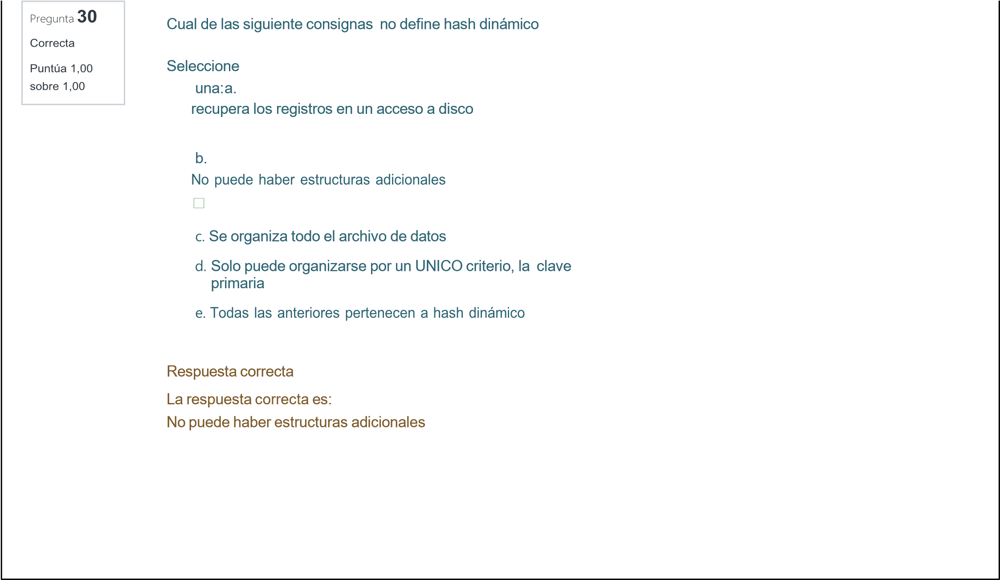 Pregunta 30
Correcta
Puntúa 1,00
sobre 1,00
Cual de las siguiente consignas no define hash dinámico
Seleccione
una:a.
recupera los registros en un acceso a disco
b.
No puede haber estructuras adicionales
c. Se organiza todo el archivo de datos
d. Solo puede organizarse por un UNICO criterio, la clave
primaria
e. Todas las anteriores pertenecen a hash dinámico
Respuesta correcta
La respuesta correcta es:
No puede haber estructuras adicionales